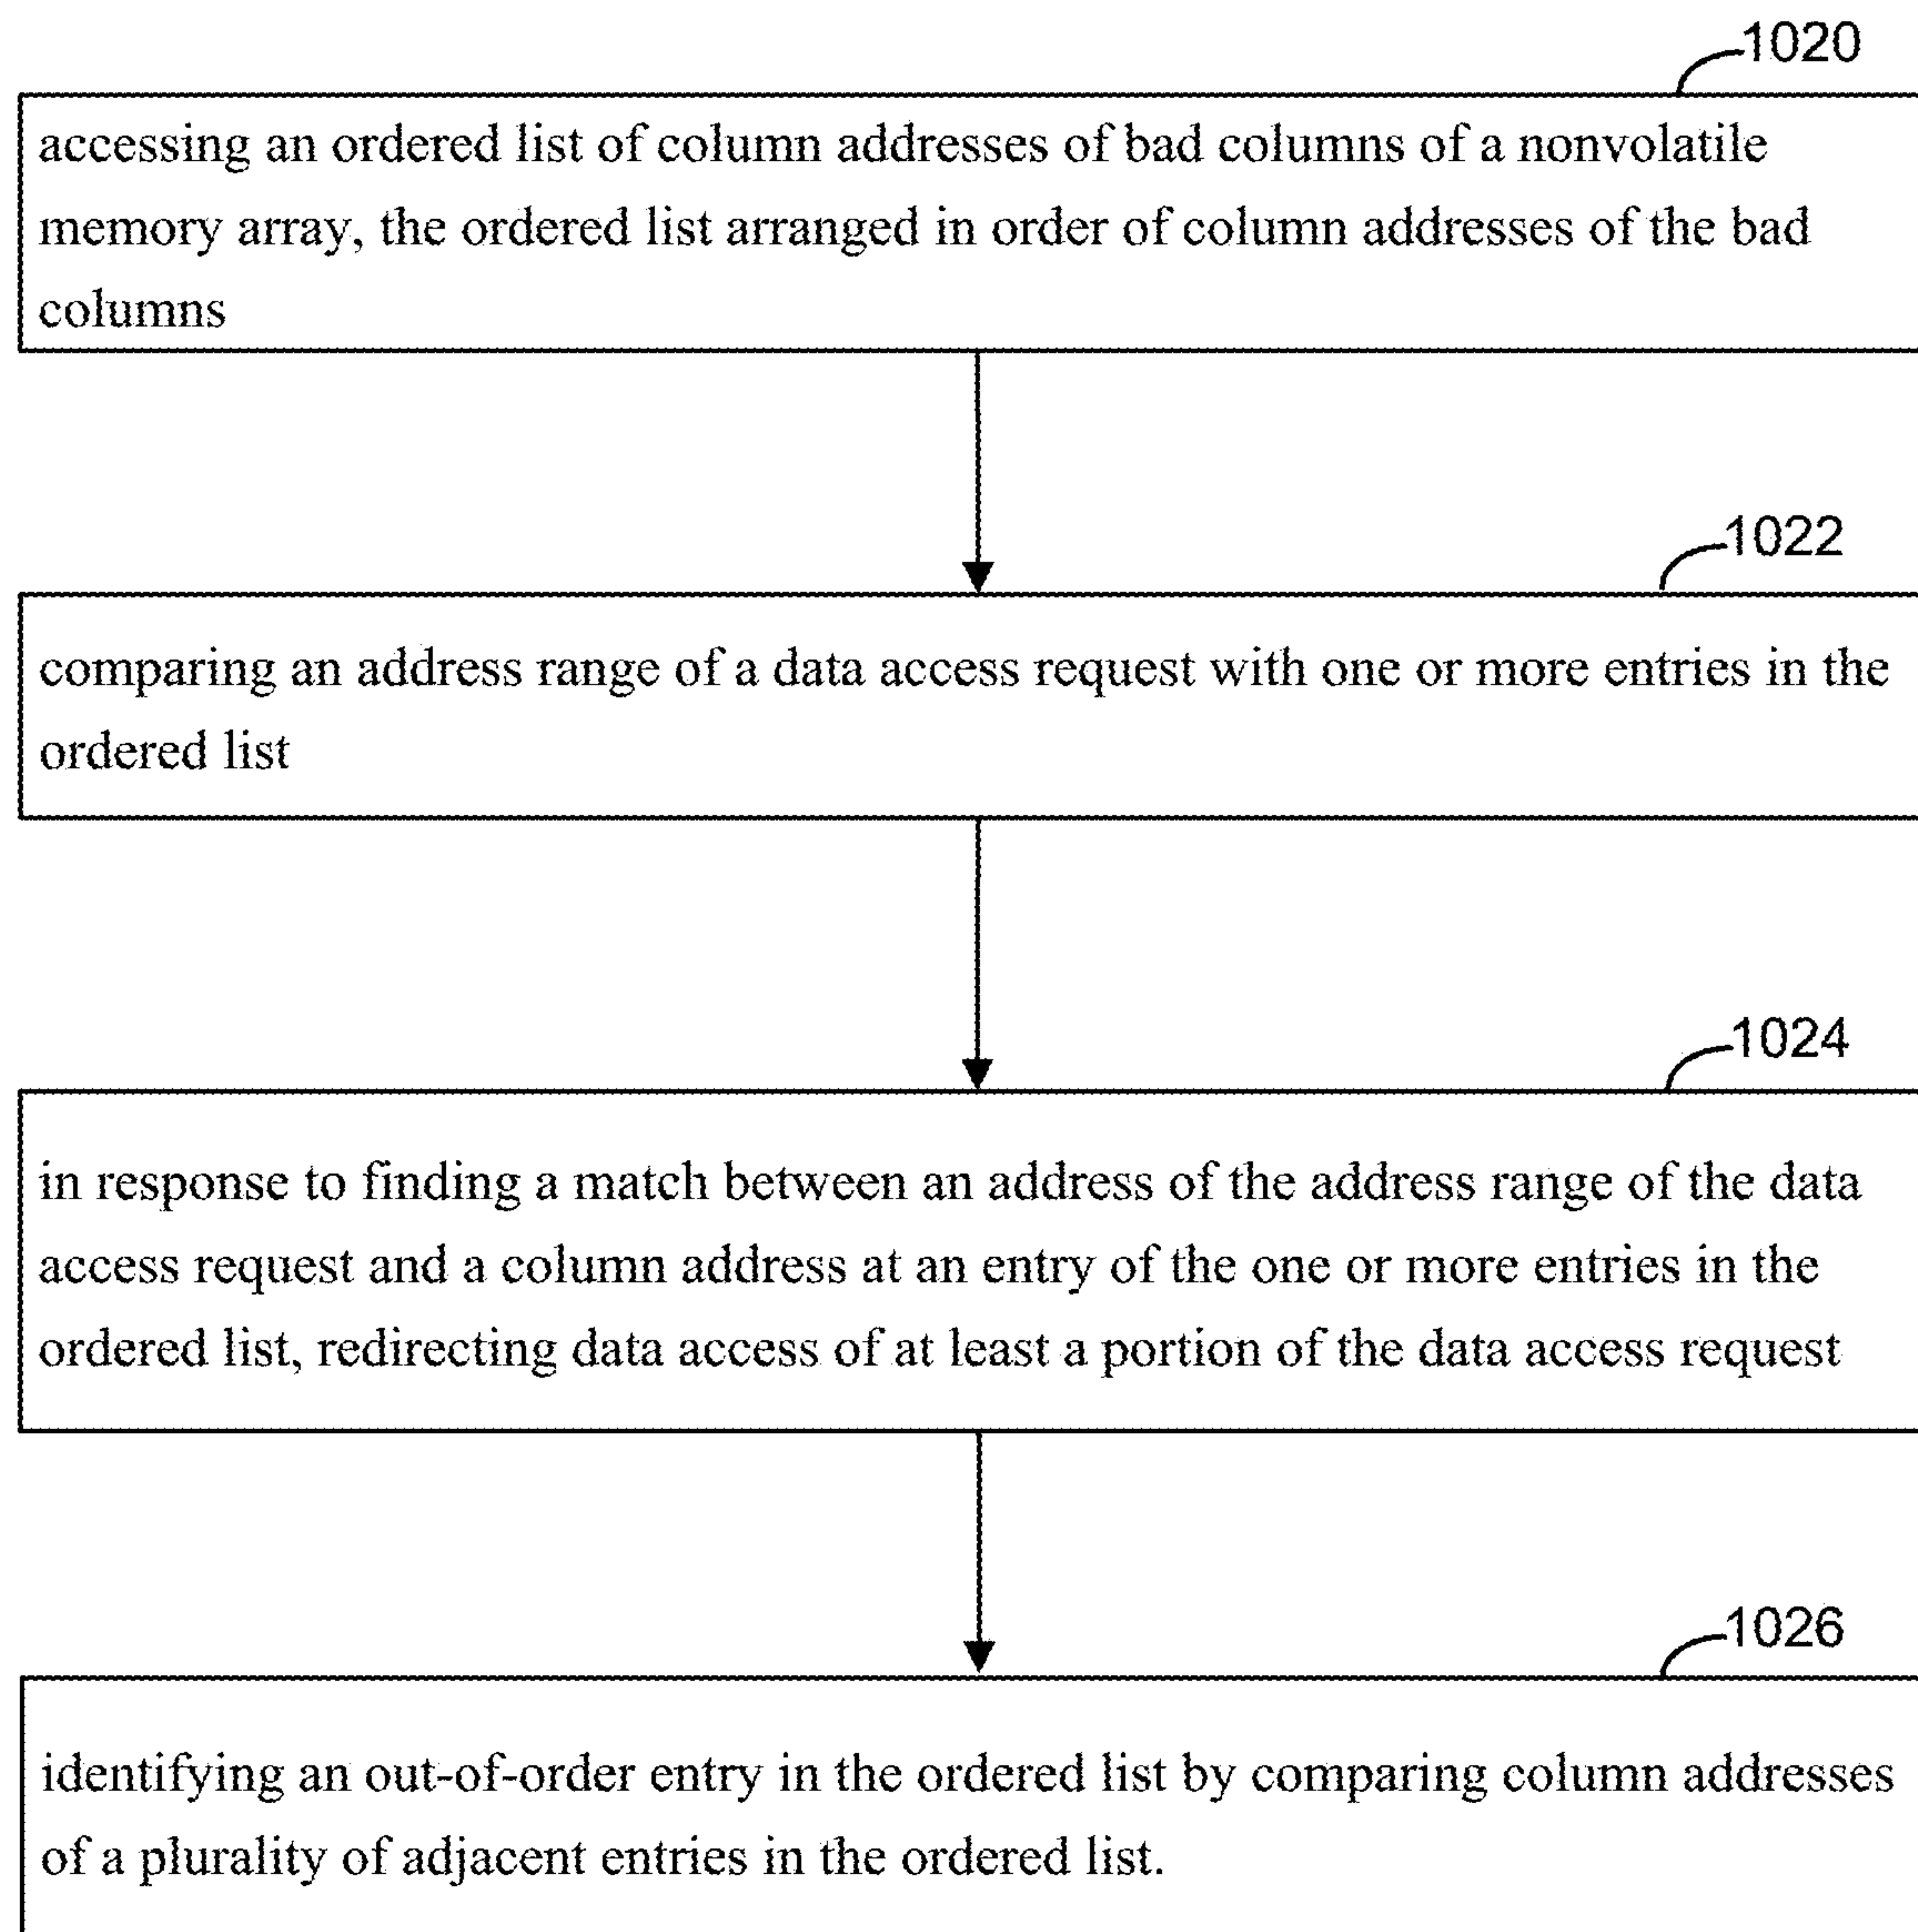 1020
accessing an ordered list of column addresses of bad columns of a nonvolatile
memory array, the ordered list arranged in order of column addresses of the bad
columns
1022
comparing an address range of a data access request with one or more entries in the
ordered list
1024
in response to finding a match between an address of the address range of the data
access request and a column address at an entry of the one or more entries in the
ordered list, redirecting data access of at least a portion of the data access request
1026
identifying an out-of-order entry in the ordered list by comparing column addresses
of a plurality of adjacent entries in the ordered list.